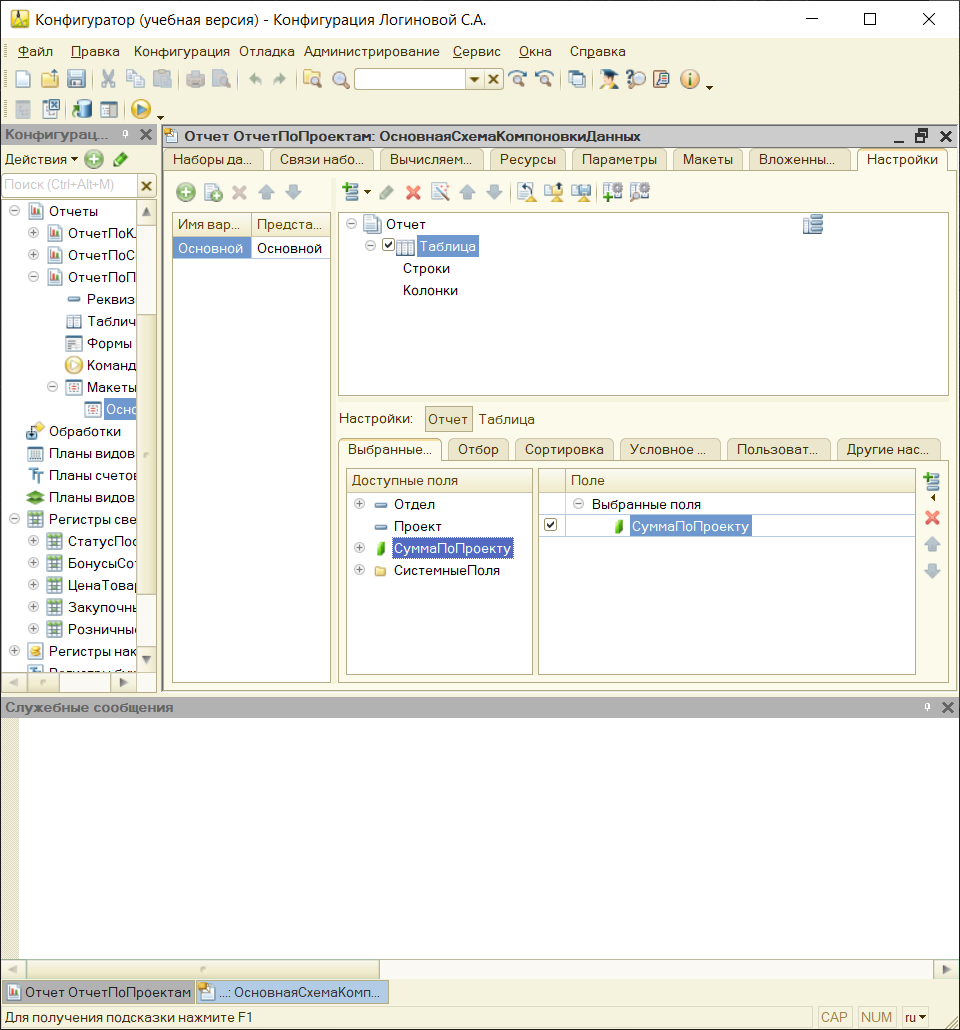 Конфигуратор (учебная версия) - Конфигурация Логиновой С.А.
Файл Правка Конфигурация Отладка Администрирование Сервис Окна Справка
Конфигурац...
Действия
Поиск (Ctrl+Alt+M)
Отчеты
ОтчетПоК
ОтчетПоС
ОтчетПоП
Реквиз
Таблич
Формы
Команд
Макеты
Осно
Обработки
Планы видов
Планы счетов
Планы видов
Регистры све
СтатусПос
БонусыСот
ЦенаТовар
Закупочны
Розничные
Регистры нак
Отчет ОтчетПоПроектам: ОсновнаяСхемаКомпоновкиДанных
Наборы да... Связи набо... Вычисляем... Ресурсы Параметры Макеты Вложенны... Настройки
Имя вар... Предста...
Основной Основной
Отчет
Таблица
Строки
Колонки
Настройки: Отчет Таблица
Выбранные... Отбор Сортировка Условное ... Пользоват... Другие нас...
Доступные поля
Отдел
Проект
СуммаПоПроекту
СистемныеПоля
Поле
Выбранные поля
СуммаПоПроекту
Служебные сообщения
Отчет ОтчетПоПроектам ...: ОсновнаяСхемаКомп...
Для получения подсказки нажмите F1 CAP NUM ru